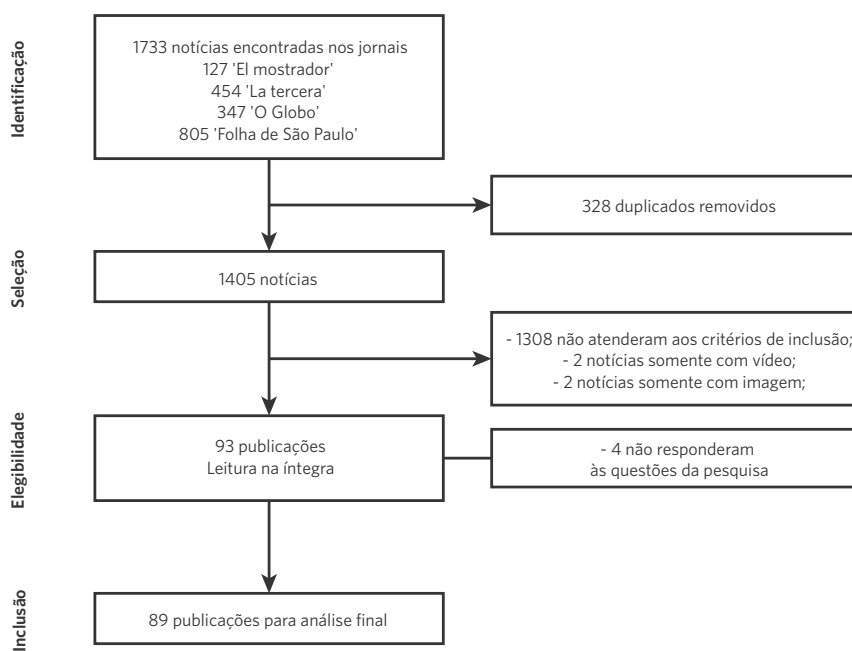 Identificação
1733 notícias encontradas nos jornais
127 'El mostrador'
454 'La tercera'
347 'O Globo'
805 'Folha de São Paulo'
328 duplicados removidos
Seleção
1405 notícias
- 1308 não atenderam aos critérios de inclusão;
- 2 notícias somente com vídeo;
- 2 notícias somente com imagem;
Elegibilidade
93 publicações
Leitura na íntegra
- 4 não responderam
às questões da pesquisa
Inclusão
89 publicações para análise final